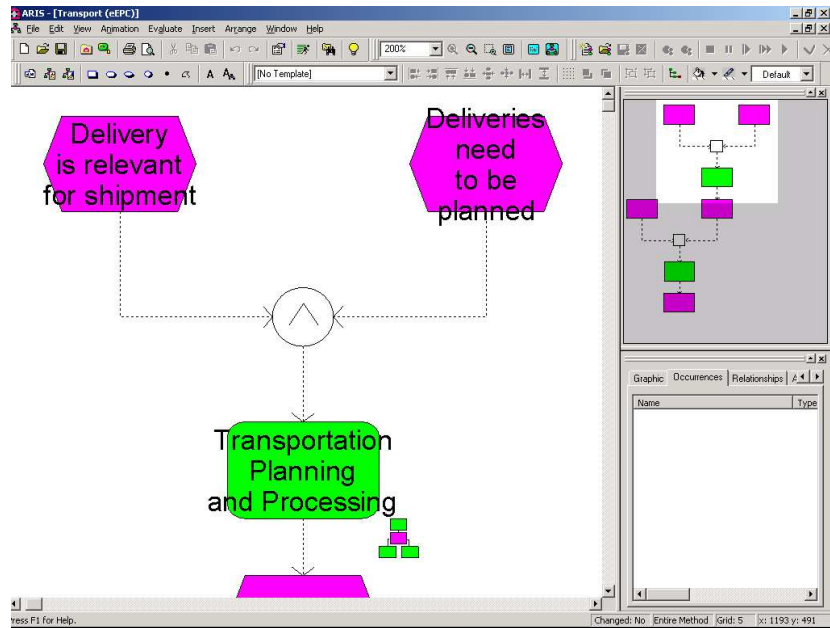 ARIS - [Transport (eEPC)]
File Edit View Animation Evaluate Insert Arrange Window Help
200%
[No Template]
A A
Default
Delivery
is relevant
for shipment
Deliveries
need
to be
planned
Transportation
Planning
and Processing
Graphic Occurrences Relationships A
Name Type
ress F1 for Help.
Changed: No Entire Method Grid: 5 x: 1193 y: 491